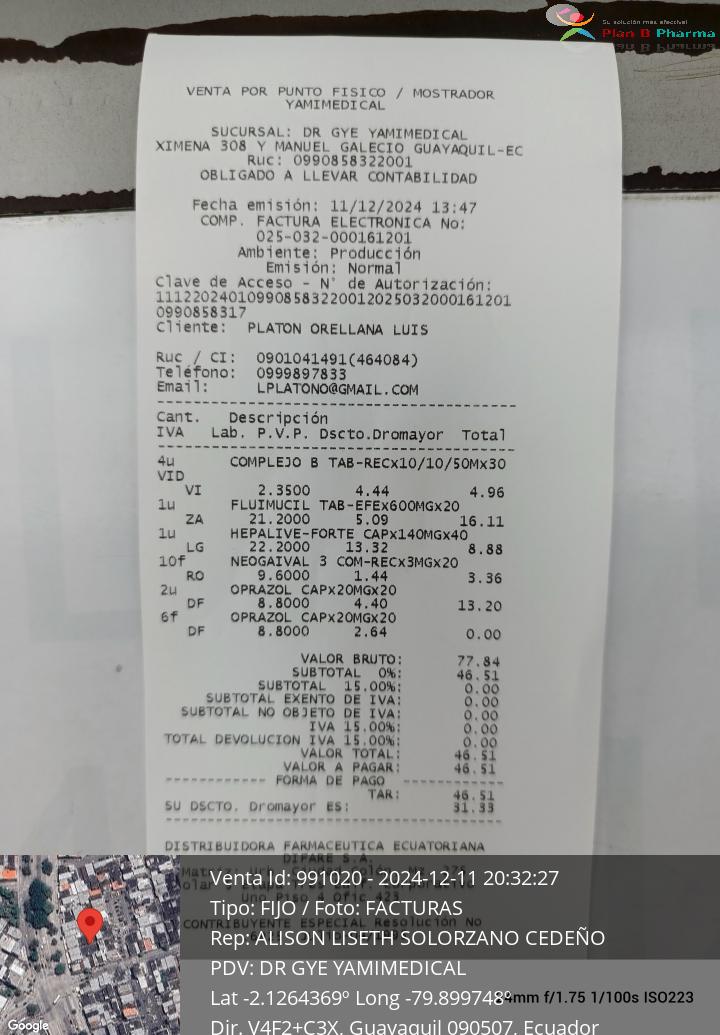 Su solución más efectiva!
Plan B Pharma
VENTA POR PUNTO FISICO / MOSTRADOR
YAMIMEDICAL
SUCURSAL: DR GYE YAMIMEDICAL
XIMENA 308 Y MANUEL GALECIO GUAYAQUIL-EC
Ruc: 0990858322001
OBLIGADO A LLEVAR CONTABILIDAD
Fecha emisión: 11/12/2024 13:47
COMP. FACTURA ELECTRONICA No:
025-032-000161201
Ambiente: Producción
Emisión: Normal
Clave de Acceso - N° de Autorización:
111220240109908583220012025032000161201
0990858317
Cliente: PLATON ORELLANA LUIS
Ruc / CI: 0901041491(464084)
Teléfono: 0999897833
Email: LPLATONO@GMAIL.COM
Cant. Descripción
IVA Lab. P.V.P. Dscto.Dromayor Total
4u COMPLEJO B TAB-RECx10/10/50Mx30
VID
VI 2.3500 4.44 4.96
1u FLUIMUCIL TAB-EFEx600MGx20
ZA 21.2000 5.09 16.11
1u HEPALIVE-FORTE CAPx140MGx40
LG 22.2000 13.32 8.88
10f NEOGAIVAL 3 COM-RECx3MGx20
RO 9.6000 1.44 3.36
2u OPRAZOL CAPx20MGx20
DF 8.8000 4.40 13.20
6f OPRAZOL CAPx20MGx20
DF 8.8000 2.64 0.00
VALOR BRUTO: 77.84
SUBTOTAL 0%: 46.51
SUBTOTAL 15.00%: 0.00
SUBTOTAL EXENTO DE IVA: 0.00
SUBTOTAL NO OBJETO DE IVA: 0.00
IVA 15.00%: 0.00
TOTAL DEVOLUCION IVA 15.00%: 0.00
VALOR TOTAL: 46.51
VALOR A PAGAR: 46.51
------------ FORMA DE PAGO ------------
TAR: 46.51
SU DSCTO. Dromayor ES: 31.33
DISTRIBUIDORA FARMACEUTICA ECUATORIANA
DIFARE S.A.
CONTRIBUYENTE ESPECIAL Resolución No
Venta Id: 991020 - 2024-12-11 20:32:27
Tipo: FIJO / Foto: FACTURAS
Rep: ALISON LISETH SOLORZANO CEDEÑO
PDV: DR GYE YAMIMEDICAL
Lat -2.1264369º Long -79.899748º
mm f/1.75 1/100s ISO223
Dir. V4F2+C3X, Guayaquil 090507, Ecuador
Google